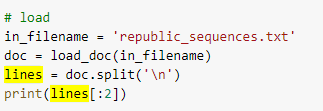 # load
in_filename = 'republic_sequences.txt'
doc = load_doc(in_filename)
lines = doc.split('\n')
print(lines[:2])